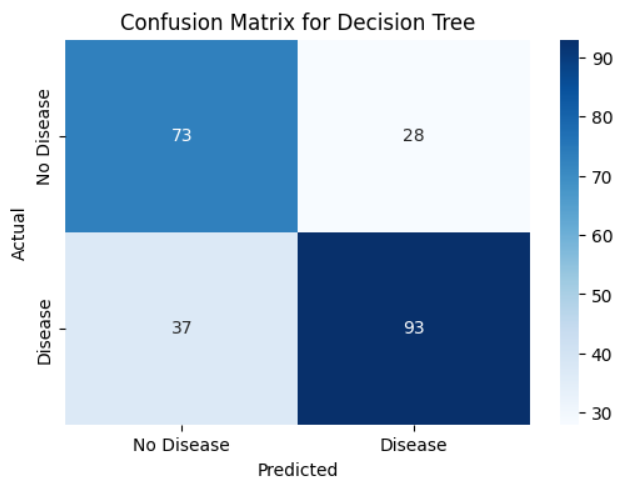 Confusion Matrix for Decision Tree
Actual
No Disease
Disease
73
28
37
93
No Disease
Disease
Predicted
90
80
70
60
50
40
30